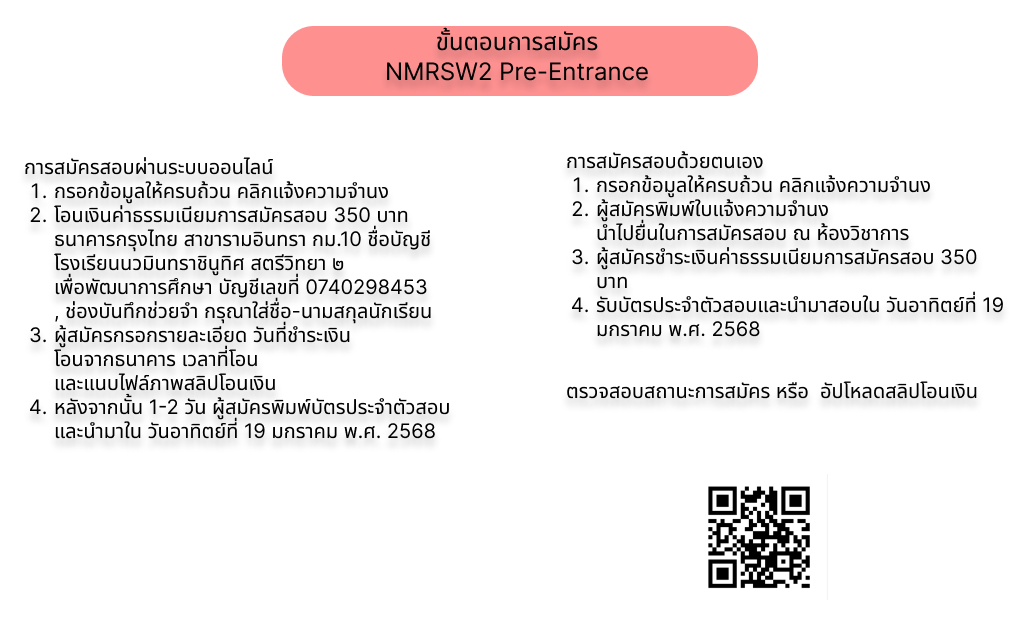 ขั้นตอนการสมัคร
NMRSW2 Pre-Entrance
การสมัครสอบผ่านระบบออนไลน์
1. กรอกข้อมูลให้ครบถ้วน คลิกแจ้งความจำนง
2. โอนเงินค่าธรรมเนียมการสมัครสอบ 350 บาท
ธนาคารกรุงไทย สาขารามอินทรา กม.10 ชื่อบัญชี
โรงเรียนนวมินทราชินูทิศ สตรีวิทยา ๒
เพื่อพัฒนาการศึกษา บัญชีเลขที่ 0740298453
, ช่องบันทึกช่วยจำ กรุณาใส่ชื่อ-นามสกุลนักเรียน
3. ผู้สมัครกรอกรายละเอียด วันที่ชำระเงิน
โอนจากธนาคาร เวลาที่โอน
และแนบไฟล์ภาพสลิปโอนเงิน
4. หลังจากนั้น 1-2 วัน ผู้สมัครพิมพ์บัตรประจำตัวสอบ
และนำมาใน วันอาทิตย์ที่ 19 มกราคม พ.ศ. 2568
การสมัครสอบด้วยตนเอง
1. กรอกข้อมูลให้ครบถ้วน คลิกแจ้งความจำนง
2. ผู้สมัครพิมพ์ใบแจ้งความจำนง
นำไปยื่นในการสมัครสอบ ณ ห้องวิชาการ
3. ผู้สมัครชำระเงินค่าธรรมเนียมการสมัครสอบ 350
บาท
4. รับบัตรประจำตัวสอบและนำมาสอบใน วันอาทิตย์ที่ 19
มกราคม พ.ศ. 2568
ตรวจสอบสถานะการสมัคร หรือ อัปโหลดสลิปโอนเงิน